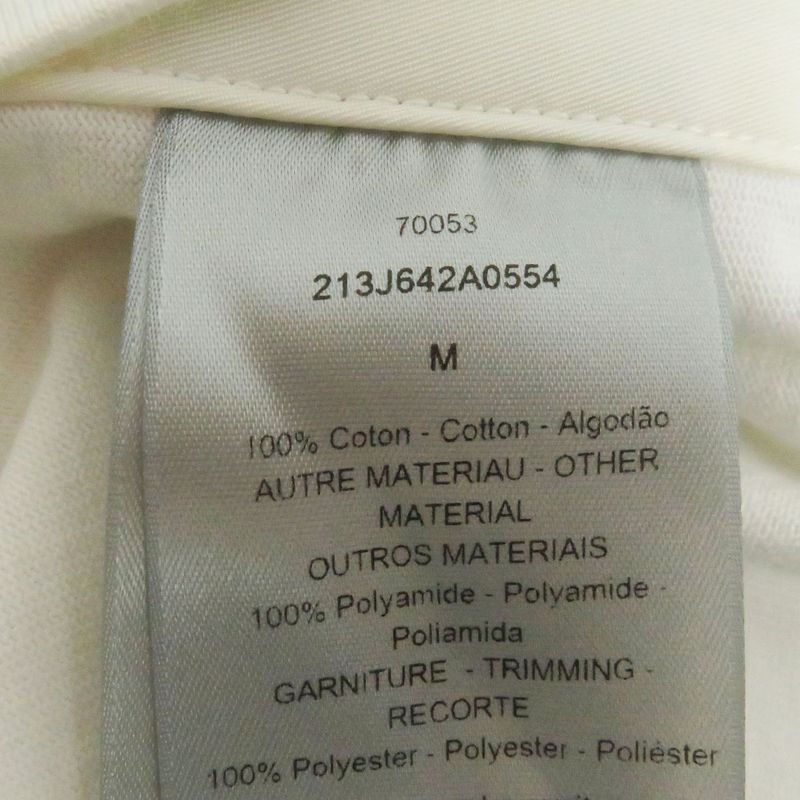 70053
213J642A0554
M
100% Coton - Cotton - Algodão
AUTRE MATERIAU - OTHER
MATERIAL
OUTROS MATERIAIS
100% Polyamide - Polyamide -
Poliamida
GARNITURE - TRIMMING -
RECORTE
100% Polyester - Polyester - Poliéster